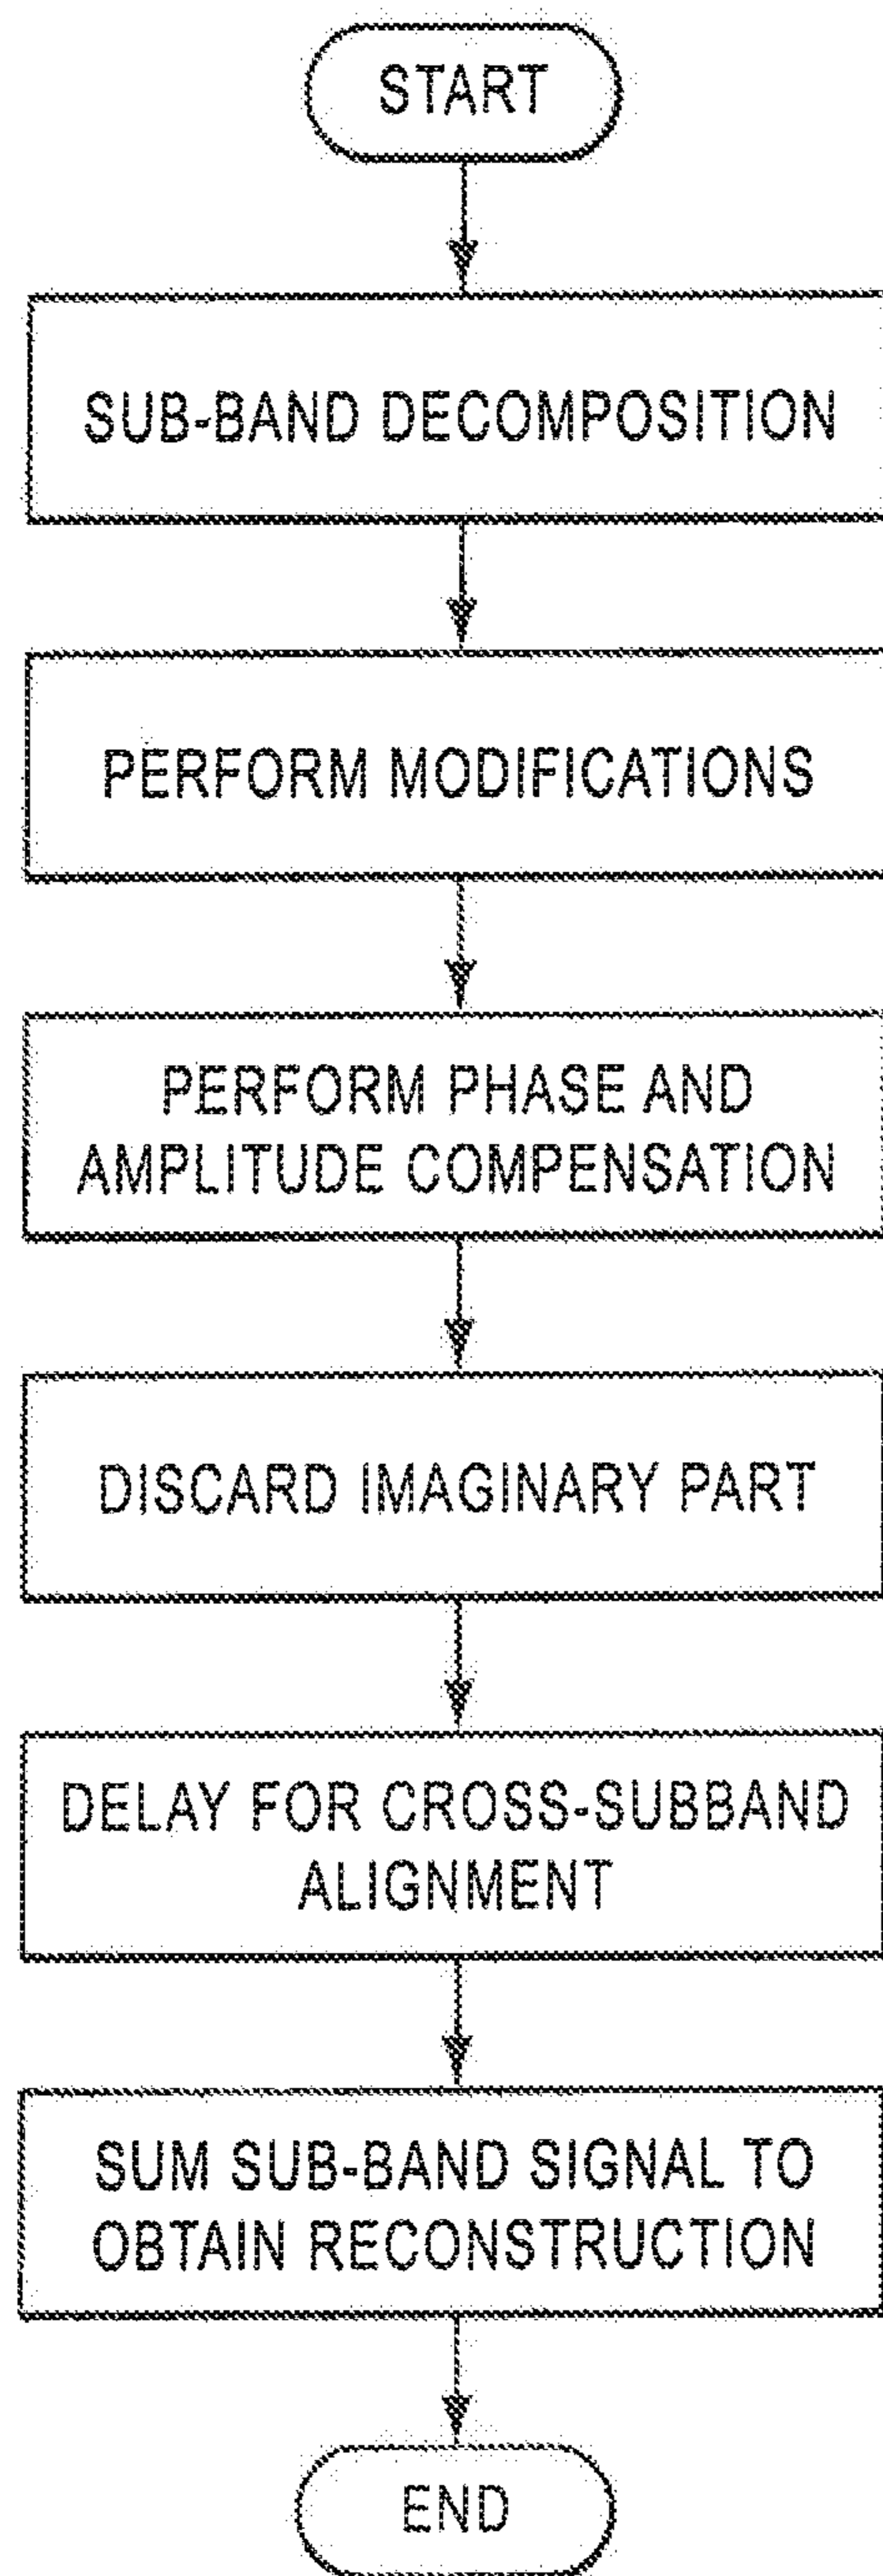 START
SUB-BAND DECOMPOSITION
PERFORM MODIFICATIONS
PERFORM PHASE AND
AMPLITUDE COMPENSATION
DISCARD IMAGINARY PART
DELAY FOR CROSS-SUBBAND
ALIGNMENT
SUM SUB-BAND SIGNAL TO
OBTAIN RECONSTRUCTION
END